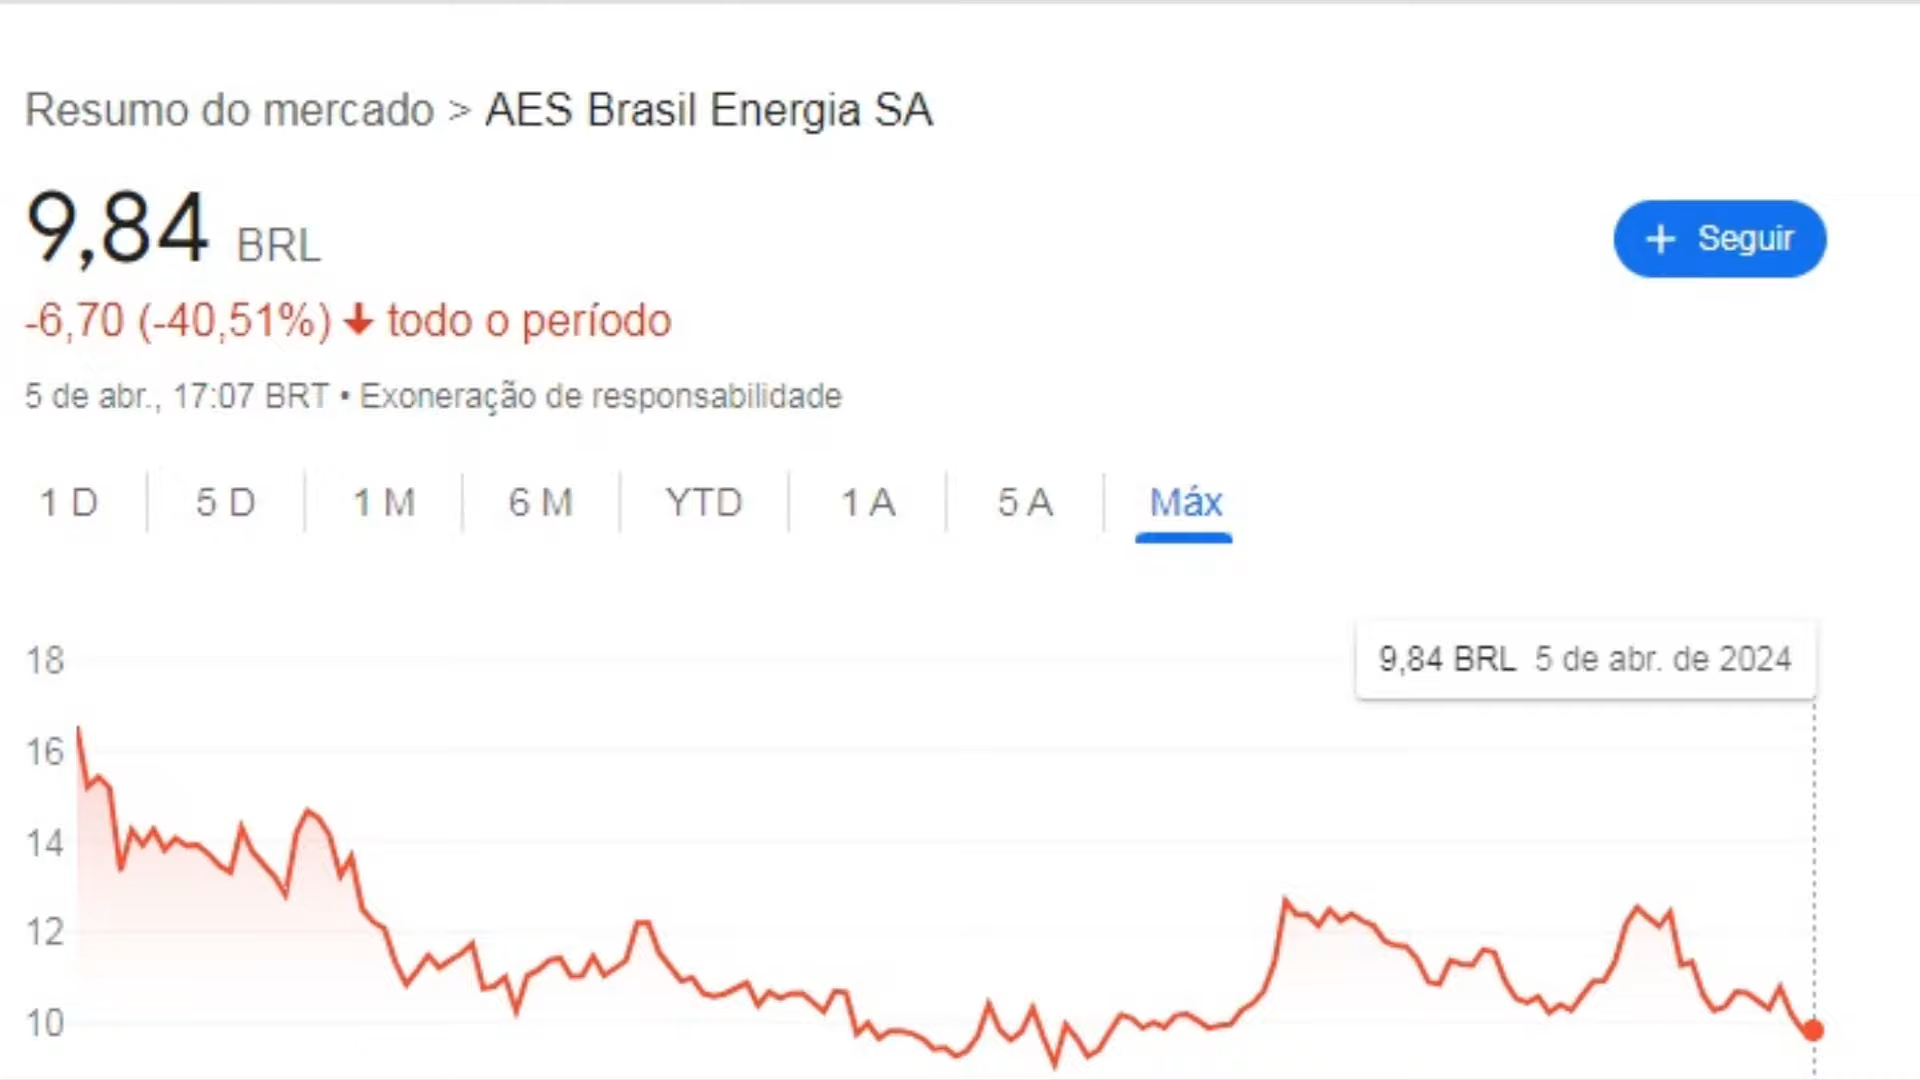 Resumo do mercado > AES Brasil Energia SA
9,84 BRL
+ Seguir
-6,70 (-40,51%) ↓ todo o período
5 de abr., 17:07 BRT • Exoneração de responsabilidade
1 D 5 D 1 M 6 M YTD 1 A 5 A Máx
9,84 BRL 5 de abr. de 2024
18
16
14
12
10